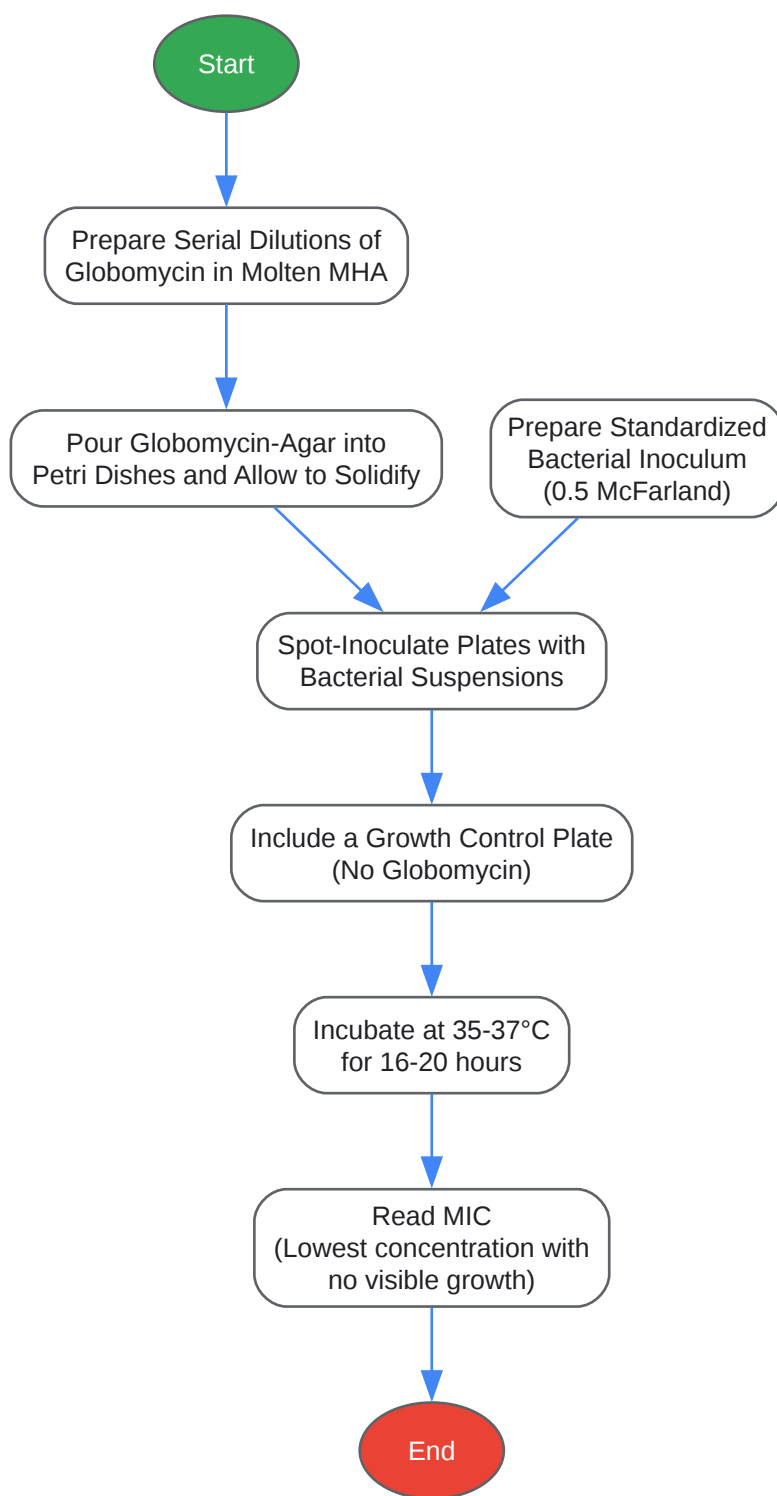 Start
Prepare Serial Dilutions of
Globomycin in Molten MHA
Pour Globomycin-Agar into
Petri Dishes and Allow to Solidify
Prepare Standardized
Bacterial Inoculum
(0.5 McFarland)
Spot-Inoculate Plates with
Bacterial Suspensions
Include a Growth Control Plate
(No Globomycin)
Incubate at 35-37°C
for 16-20 hours
Read MIC
(Lowest concentration with
no visible growth)
End